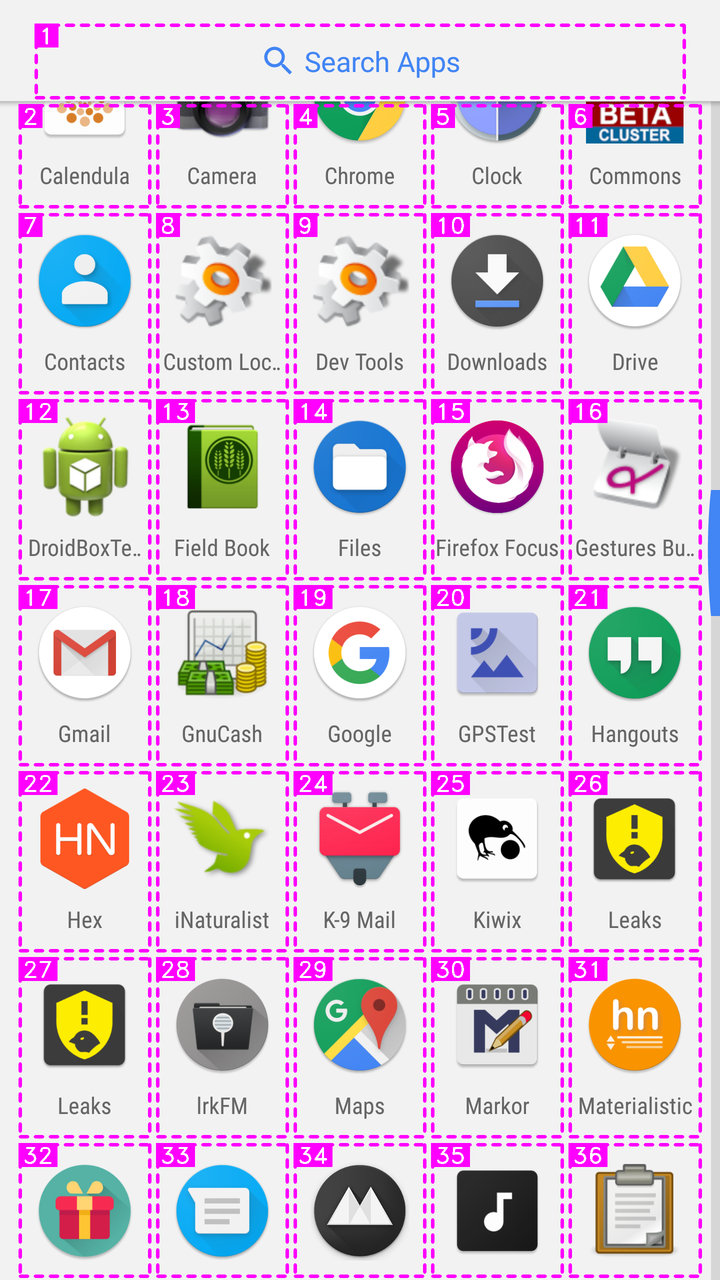 1
Search Apps
2
3
4
5
6
BETA
CLUSTER
Calendula
Camera
Chrome
Clock
Commons
7
8
9
10
11
Contacts
Custom Loc..
Dev Tools
Downloads
Drive
12
13
14
15
16
DroidBoxTe..
Field Book
Files
Firefox Focus
Gestures Bu..
17
18
19
20
21
Gmail
GnuCash
Google
GPSTest
Hangouts
22
23
24
25
26
HN
Hex
iNaturalist
K-9 Mail
Kiwix
Leaks
27
28
29
30
31
G
M
hn
Leaks
lrkFM
Maps
Markor
Materialistic
32
33
34
35
36